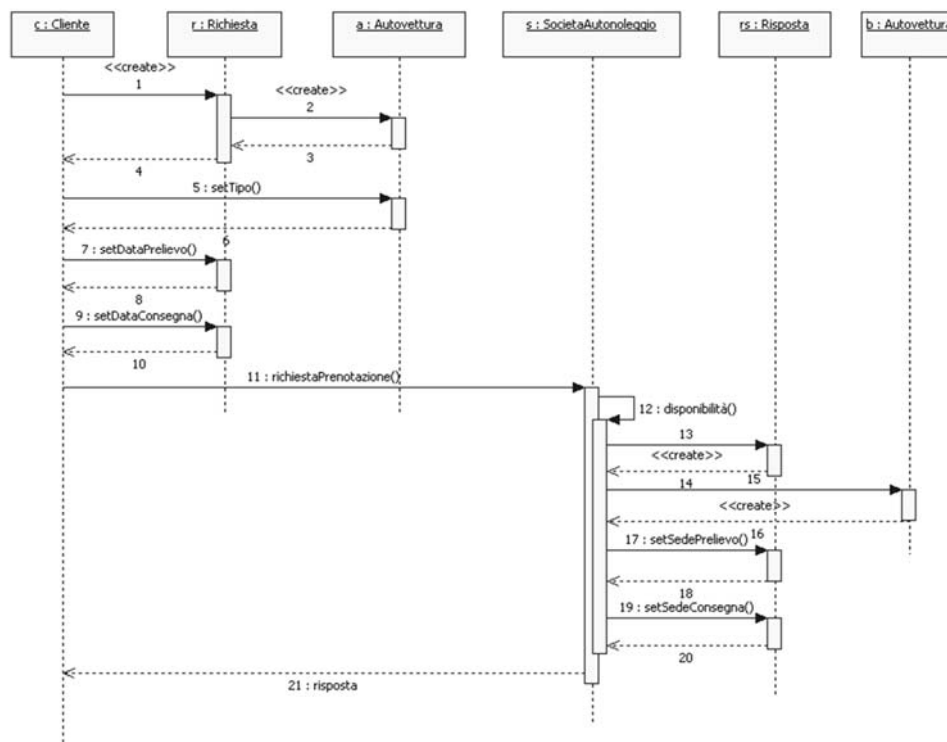 c : Cliente
r : Richiesta
a : Autovettura
s : SocietaAutonoleggio
rs : Risposta
b : Autovettura
<<create>>
1
<<create>>
2
3
4
5 : setTipo()
6
7 : setDataPrelievo()
8
9 : setDataConsegna()
10
11 : richiestaPrenotazione()
12 : disponibilità()
13
<<create>>
14
15
<<create>>
16
17 : setSedePrelievo()
18
19 : setSedeConsegna()
20
21 : risposta